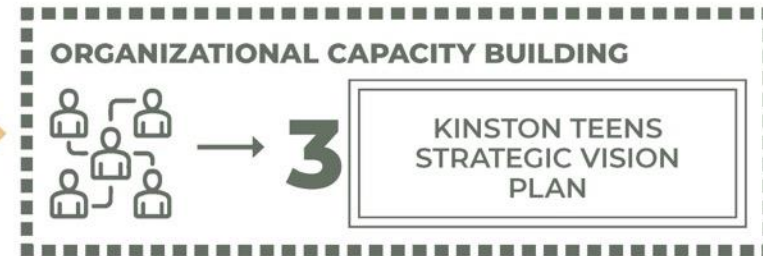 ORGANIZATIONAL CAPACITY BUILDING
3
KINSTON TEENS
STRATEGIC VISION
PLAN